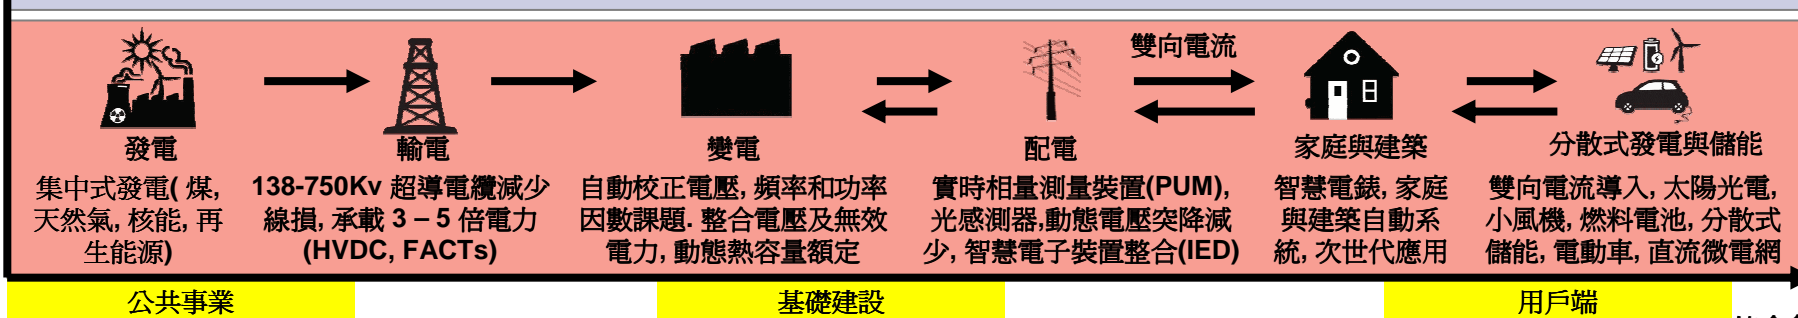 雙向電流
發電
輸電
變電
配電
家庭與建築
分散式發電與儲能
集中式發電( 煤,
天然氣, 核能, 再
生能源)
138-750Kv 超導電纜減少
線損, 承載 3 – 5 倍電力
(HVDC, FACTs)
自動校正電壓, 頻率和功率
因數課題. 整合電壓及無效
電力, 動態熱容量額定
實時相量測量裝置(PUM),
光感測器,動態電壓突降減
少, 智慧電子裝置整合(IED)
智慧電錶, 家庭
與建築自動系
統, 次世代應用
雙向電流導入, 太陽光電,
小風機, 燃料電池, 分散式
儲能, 電動車, 直流微電網
公共事業
基礎建設
用戶端